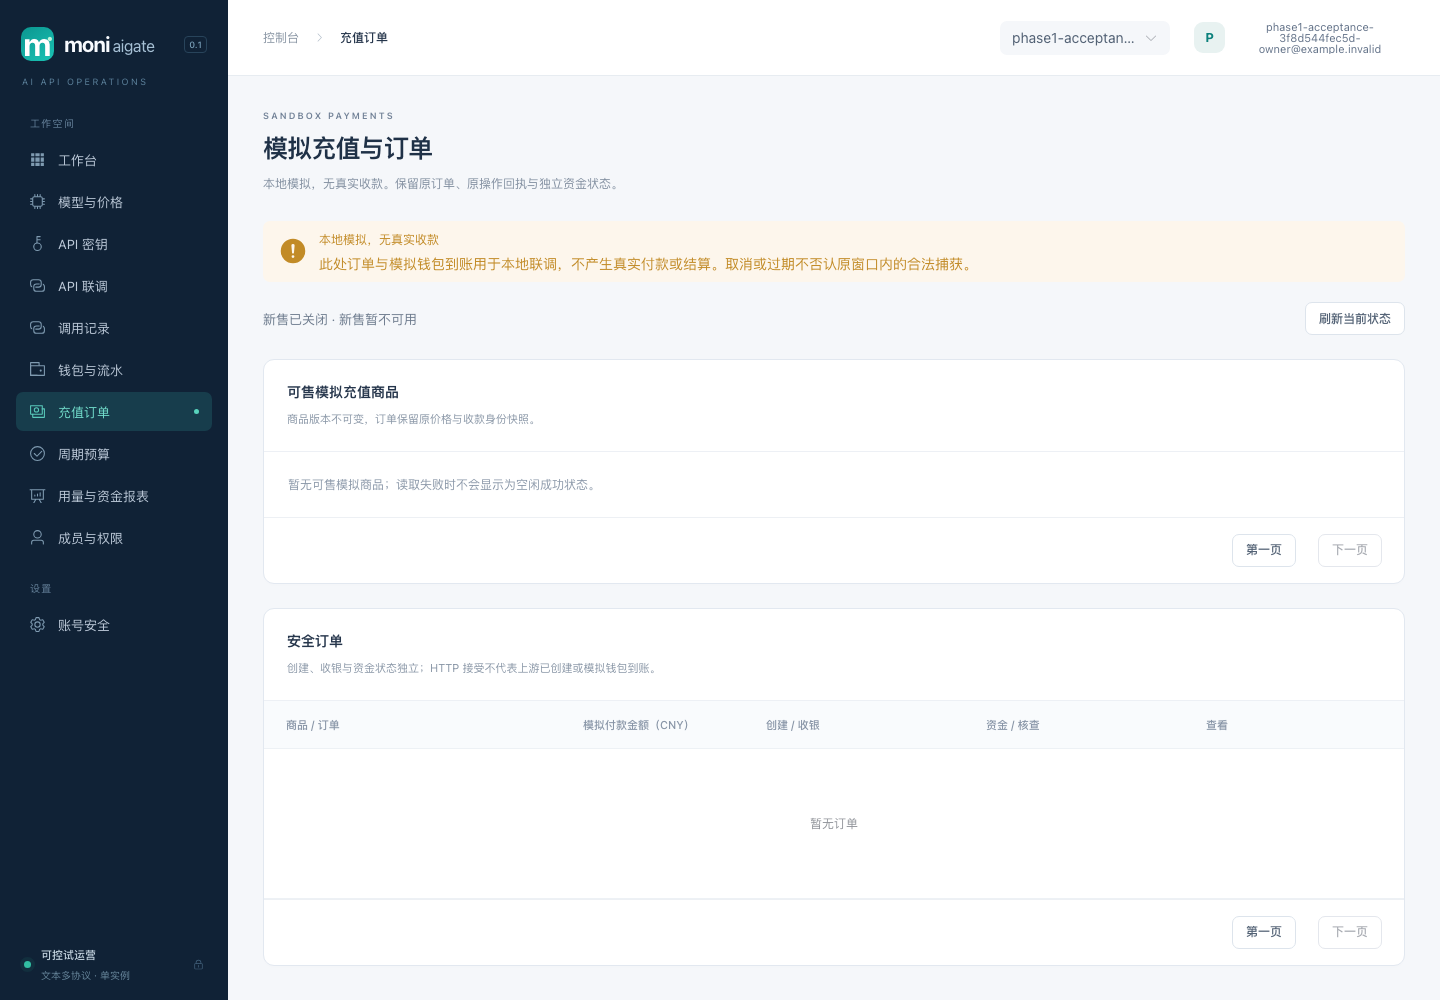 moni aigate
0.1
AI API OPERATIONS
工作空间
工作台
模型与价格
API 密钥
API 联调
调用记录
钱包与流水
充值订单
周期预算
用量与资金报表
成员与权限
设置
账号安全
可控试运营
文本多协议 · 单实例
控制台
充值订单
phase1-acceptan...
P
phase1-acceptance-
3f8d544fec5d-
owner@example.invalid
SANDBOX PAYMENTS
模拟充值与订单
本地模拟，无真实收款。保留原订单、原操作回执与独立资金状态。
本地模拟，无真实收款
此处订单与模拟钱包到账用于本地联调，不产生真实付款或结算。取消或过期不否认原窗口内的合法捕获。
新售已关闭 · 新售暂不可用
刷新当前状态
可售模拟充值商品
商品版本不可变，订单保留原价格与收款身份快照。
暂无可售模拟商品；读取失败时不会显示为空闲成功状态。
第一页
下一页
安全订单
创建、收银与资金状态独立；HTTP 接受不代表上游已创建或模拟钱包到账。
商品 / 订单
模拟付款金额（CNY）
创建 / 收银
资金 / 核查
查看
暂无订单
第一页
下一页